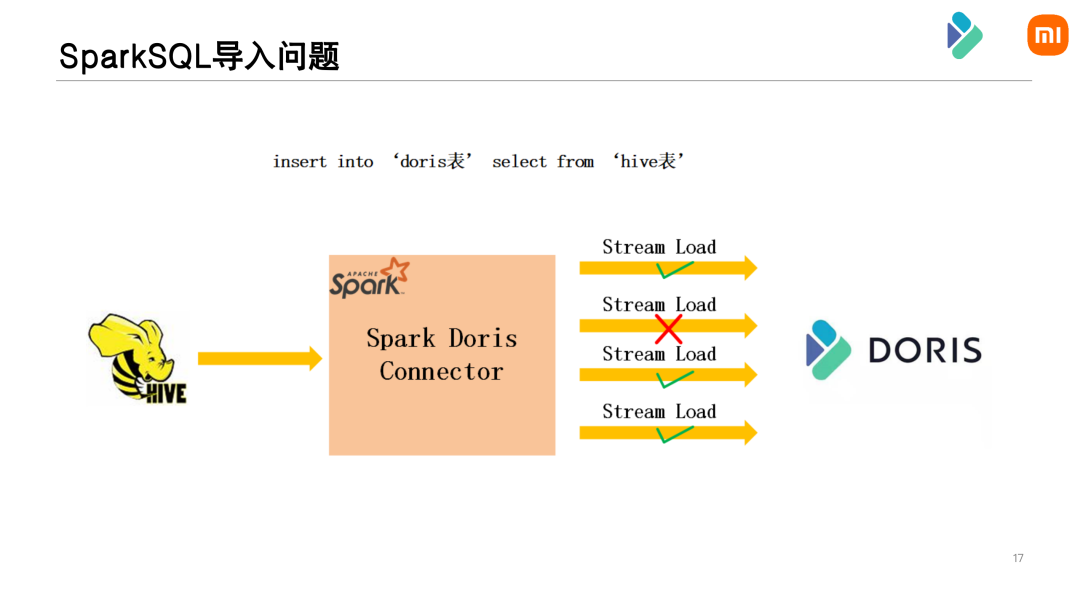 SparkSQL导入问题
mi
insert into ‘doris表’ select from ‘hive表’
APACHE
Spark
Spark Doris
Connector
HIVE
Stream Load
Stream Load
Stream Load
Stream Load
DORIS
17